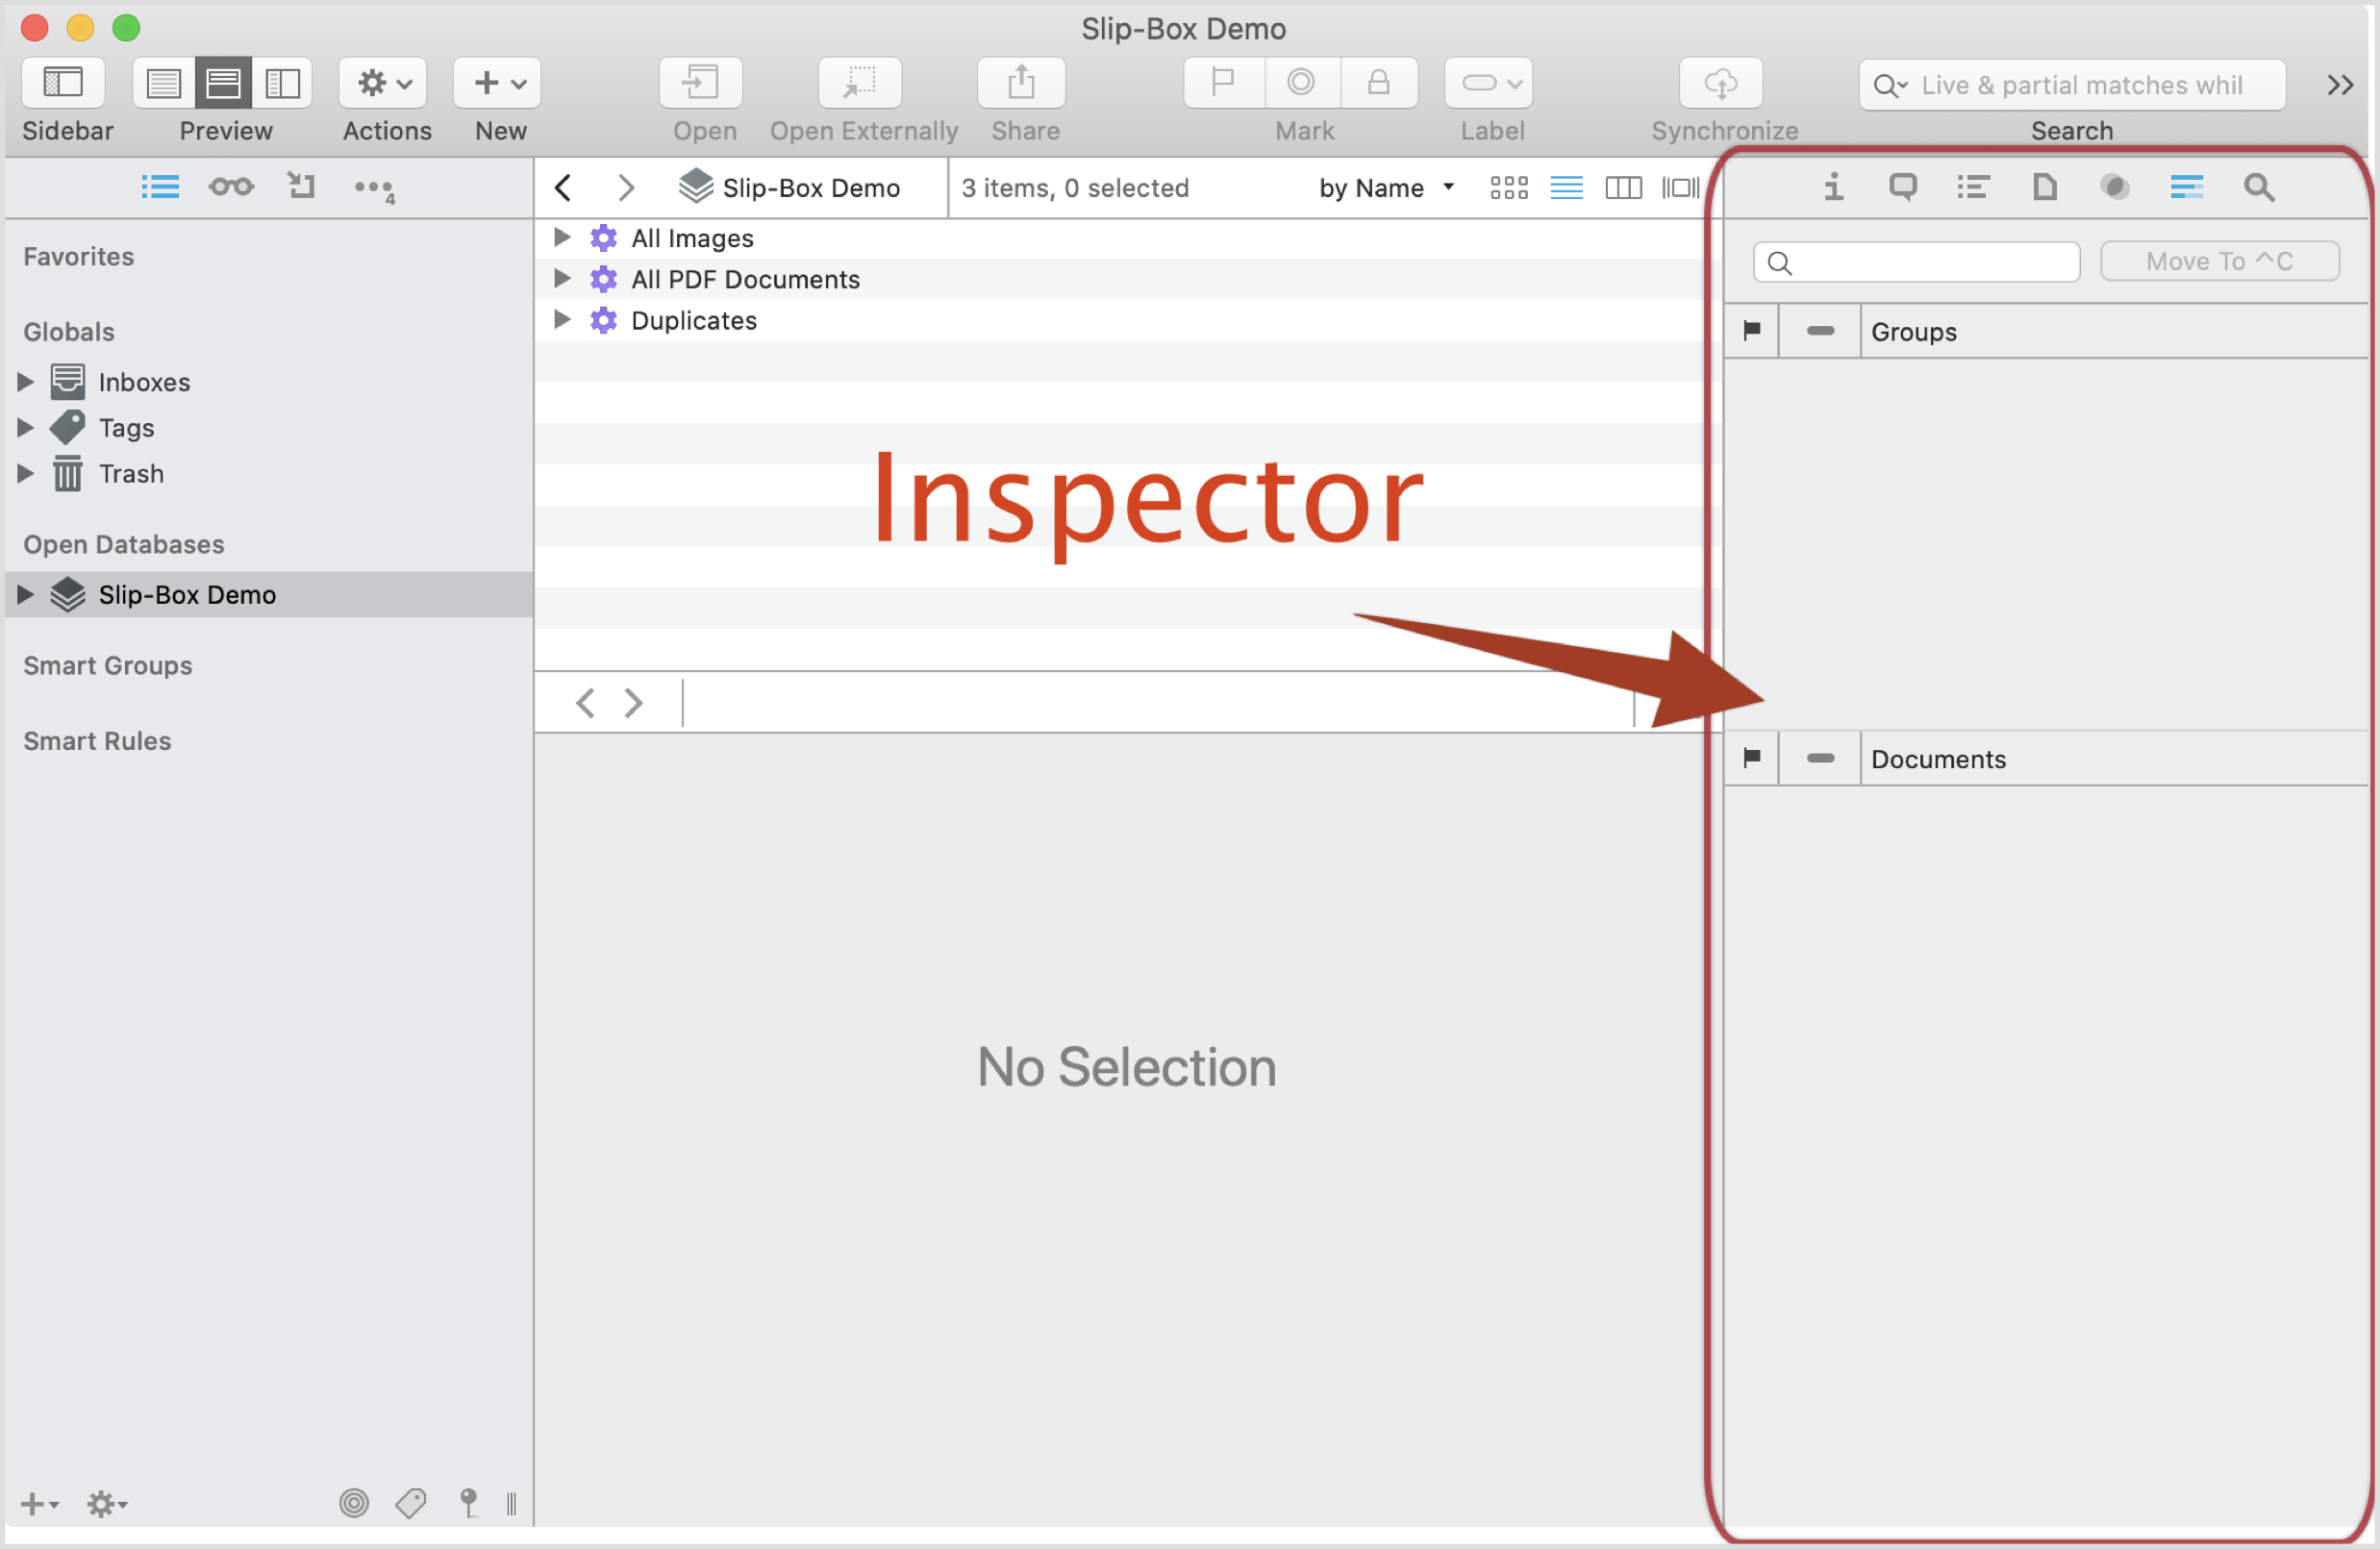 Slip-Box Demo
Sidebar Preview Actions New Open Open Externally Share Mark Label Synchronize Search
Live & partial matches whil
4
Slip-Box Demo 3 items, 0 selected by Name
Favorites
Globals
Inboxes
Tags
Trash
Open Databases
Slip-Box Demo
Smart Groups
Smart Rules
All Images
All PDF Documents
Duplicates
Inspector
No Selection
Move To ^C
Groups
Documents